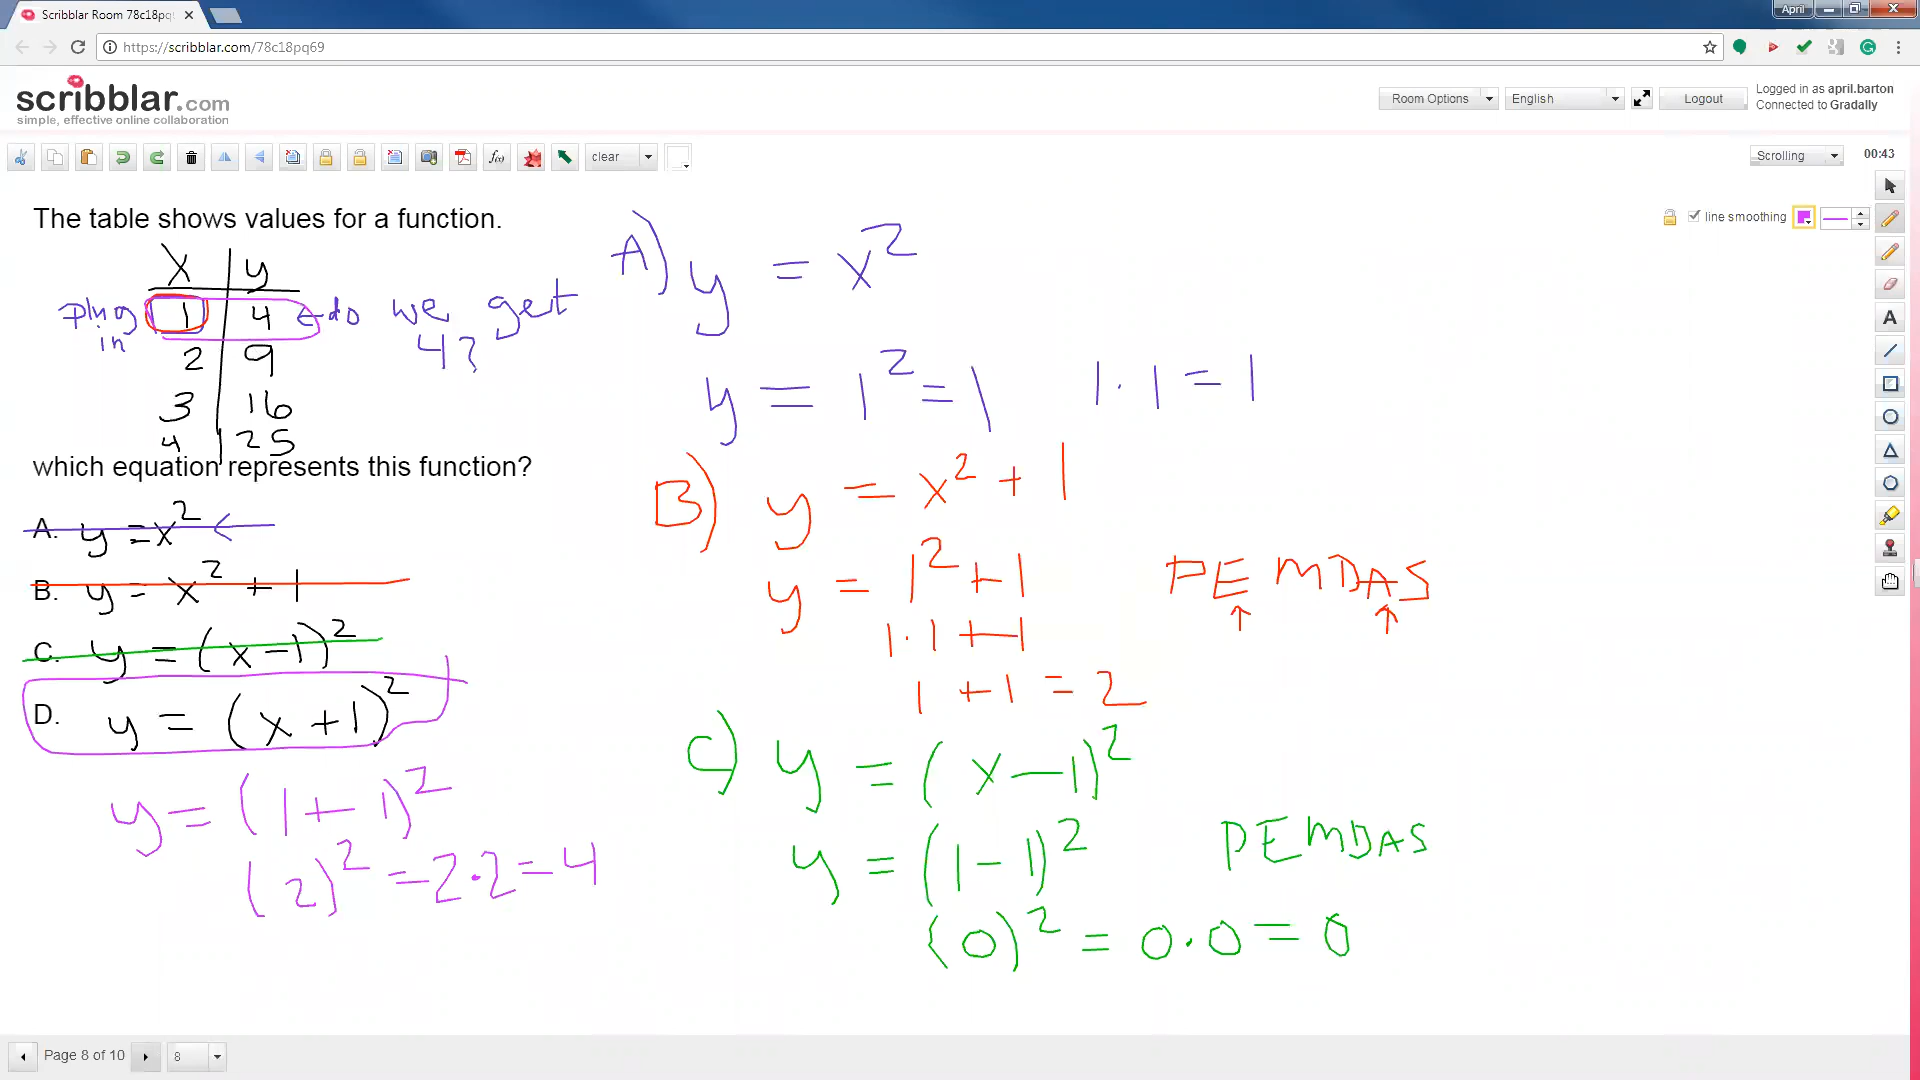 Scribblar Room 78c18pq
April
https://scribblar.com/78c18pq69
scribblar.com
simple, effective online collaboration
Room Options
English
Logout
Logged in as april.barton
Connected to Gradally
f(x)
clear
Scrolling
00:43
line smoothing
A
The table shows values for a function.
x y
plug in 1 4 ← do we get 4?
2 9
3 16
4 25
which equation represents this function?
A. y = x² ←
B. y = x² + 1
C. y = (x-1)²
D. y = (x+1)²
y = (1+1)²
(2)² = 2·2 = 4
A) y = x²
y = 1² = 1 1·1 = 1
B) y = x² + 1
y = 1² + 1 PEMDAS
1·1 + 1 ↑ ↑
1 + 1 = 2
C) y = (x-1)²
y = (1-1)² PEMDAS
(0)² = 0·0 = 0
Page 8 of 10
8